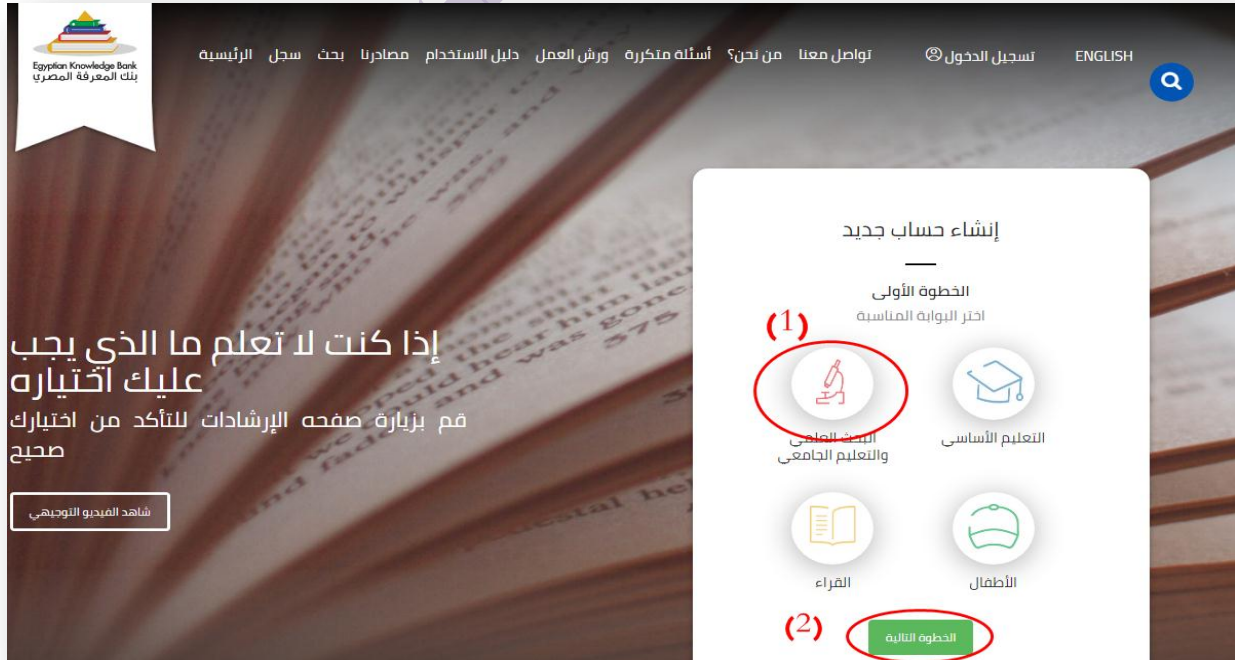 Egyptian Knowledge Bank
بنك المعرفة المصري
الرئيسية سجل بحث مصادرنا دليل الاستخدام ورش العمل أسئلة متكررة من نحن؟ تواصل معنا
تسجيل الدخول
ENGLISH
إنشاء حساب جديد
الخطوة الأولى
اختر البوابة المناسبة
(1)
التعليم الأساسي
البحث العلمي
والتعليم الجامعي
الأطفال
القراء
(2)
الخطوة التالية
إذا كنت لا تعلم ما الذي يجب
عليك اختياره
قم بزيارة صفحه الإرشادات للتأكد من اختيارك
صحيح
شاهد الفيديو التوجيهي